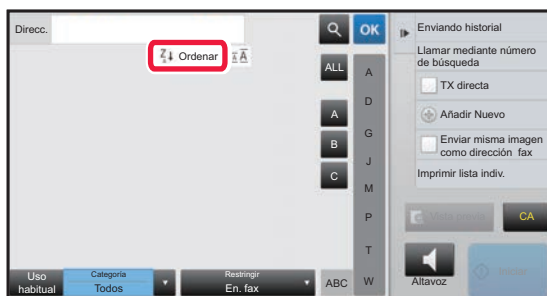 Direcc.
OK
Z↓ Ordenar
ALL
A
B
C
ABC
A
D
G
J
M
P
T
W
Uso
habitual
Categoría
Todos
Restringir
En. fax
Enviando historial
Llamar mediante número
de búsqueda
TX directa
Añadir Nuevo
Enviar misma imagen
como dirección fax
Imprimir lista indiv.
CA
Altavoz